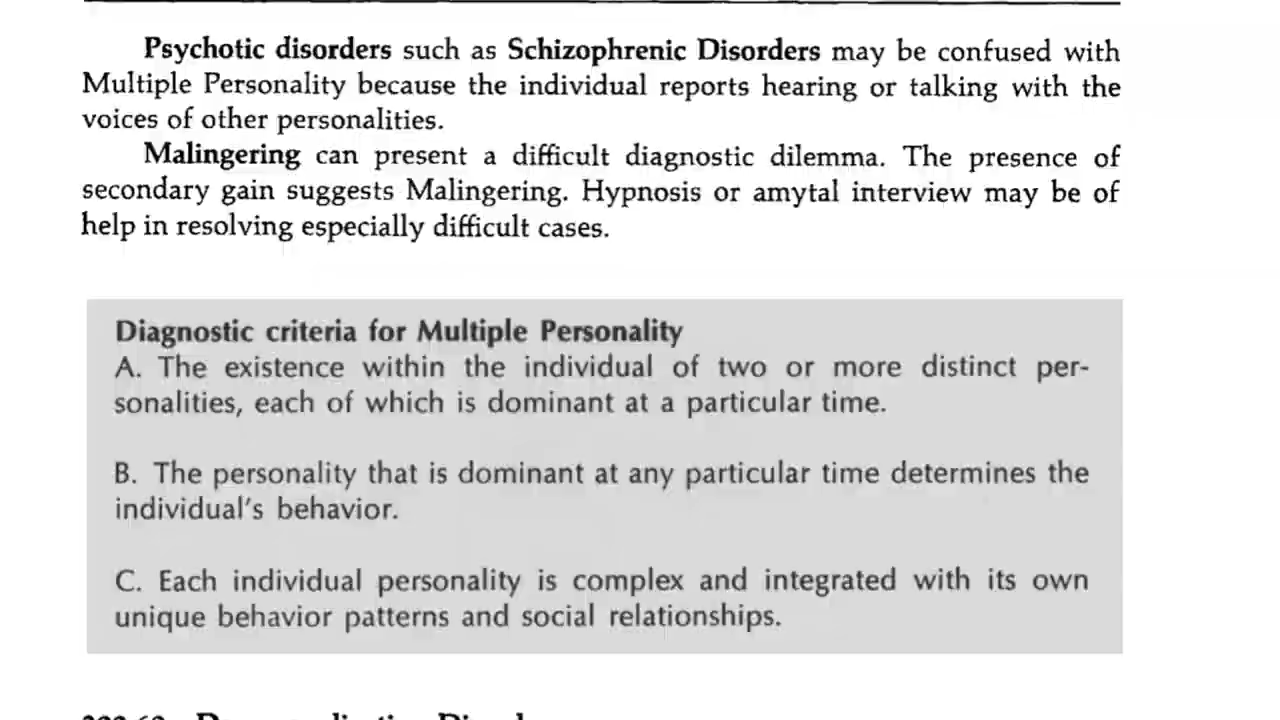 Psychotic disorders such as Schizophrenic Disorders may be confused with
Multiple Personality because the individual reports hearing or talking with the
voices of other personalities.
Malingering can present a difficult diagnostic dilemma. The presence of
secondary gain suggests Malingering. Hypnosis or amytal interview may be of
help in resolving especially difficult cases.
Diagnostic criteria for Multiple Personality
A. The existence within the individual of two or more distinct per-
sonalities, each of which is dominant at a particular time.
B. The personality that is dominant at any particular time determines the
individual's behavior.
C. Each individual personality is complex and integrated with its own
unique behavior patterns and social relationships.